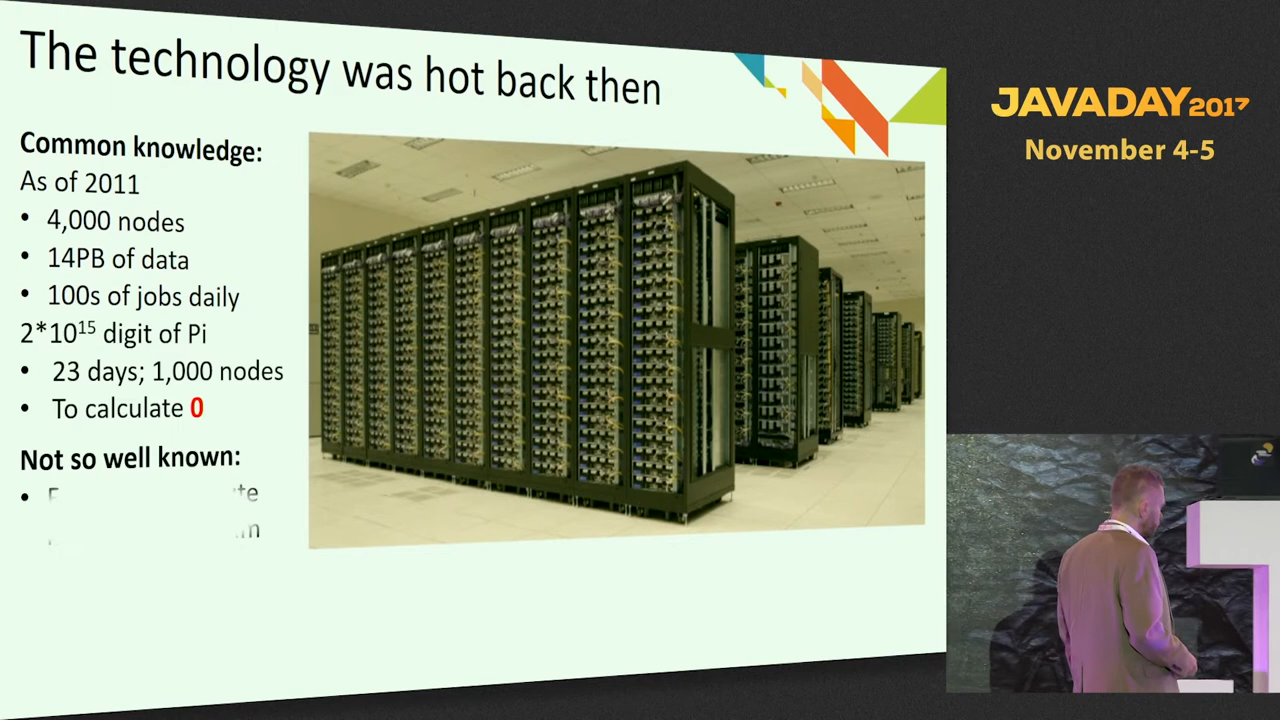 The technology was hot back then
Common knowledge:
As of 2011
• 4,000 nodes
• 14PB of data
• 100s of jobs daily
2*10¹⁵ digit of Pi
• 23 days; 1,000 nodes
• To calculate 0
Not so well known:
JAVADAY2017
November 4-5